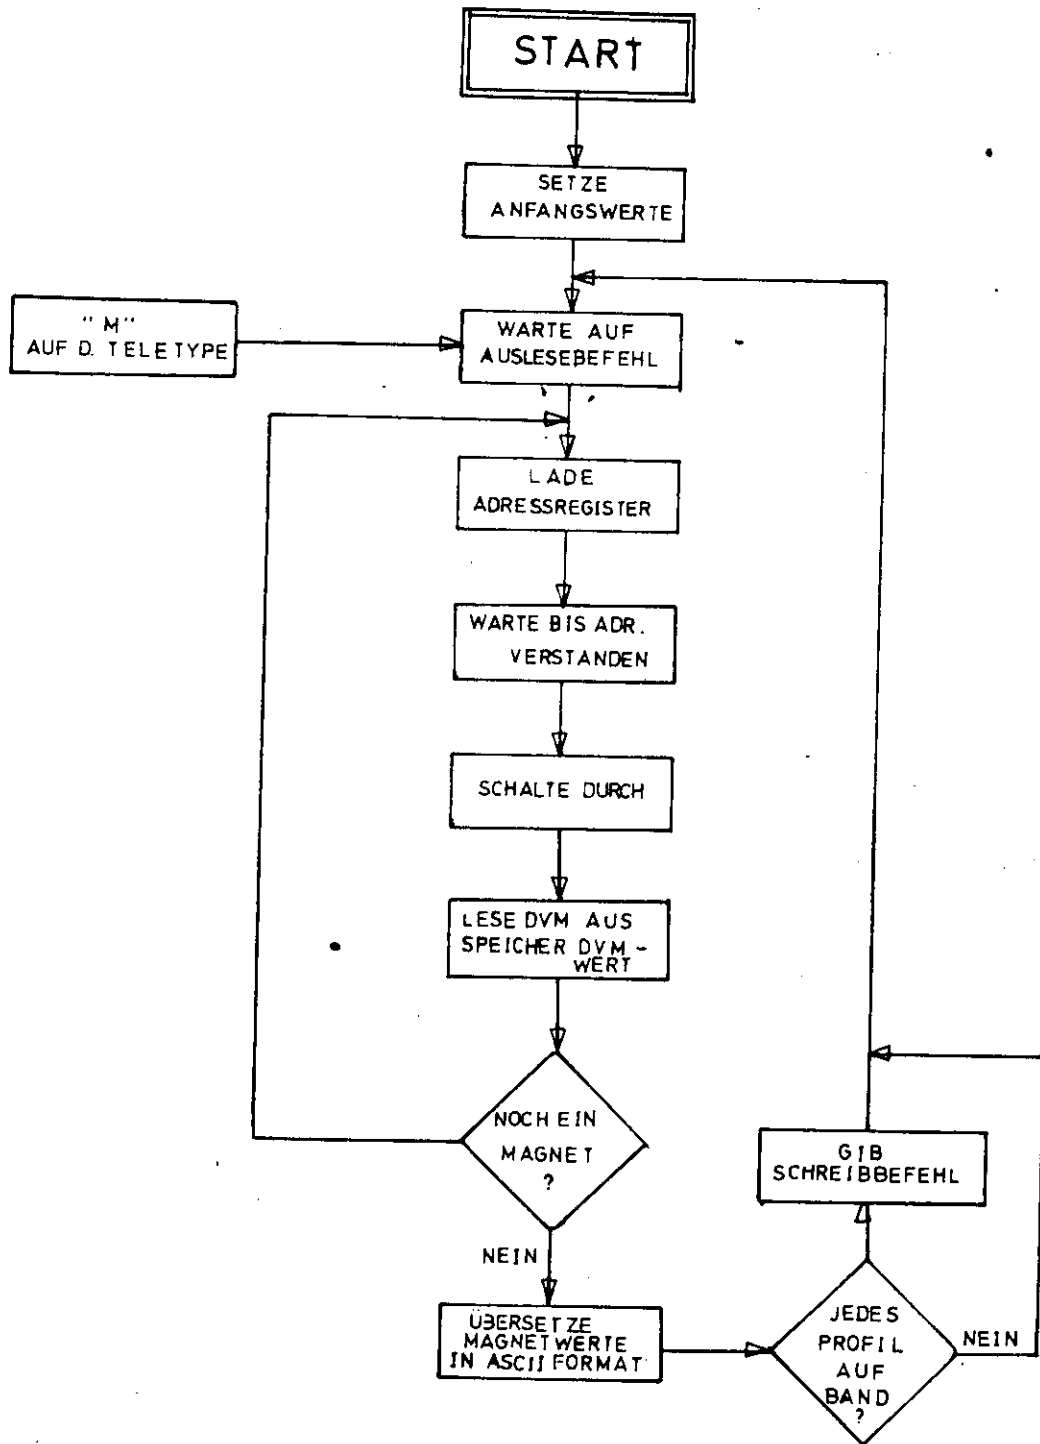 START
SETZE
ANFANGSWERTE
"M"
AUF D. TELETYPE
WARTE AUF
AUSLESEBEFEHL
LADE
ADRESSREGISTER
WARTE BIS ADR.
VERSTANDEN
SCHALTE DURCH
LESE DVM AUS
SPEICHER DVM-
WERT
NOCH EIN
MAGNET
?
NEIN
ÜBERSETZE
MAGNETWERTE
IN ASCII FORMAT
GIB
SCHREIBBEFEHL
JEDES
PROFIL
AUF
BAND
?
NEIN